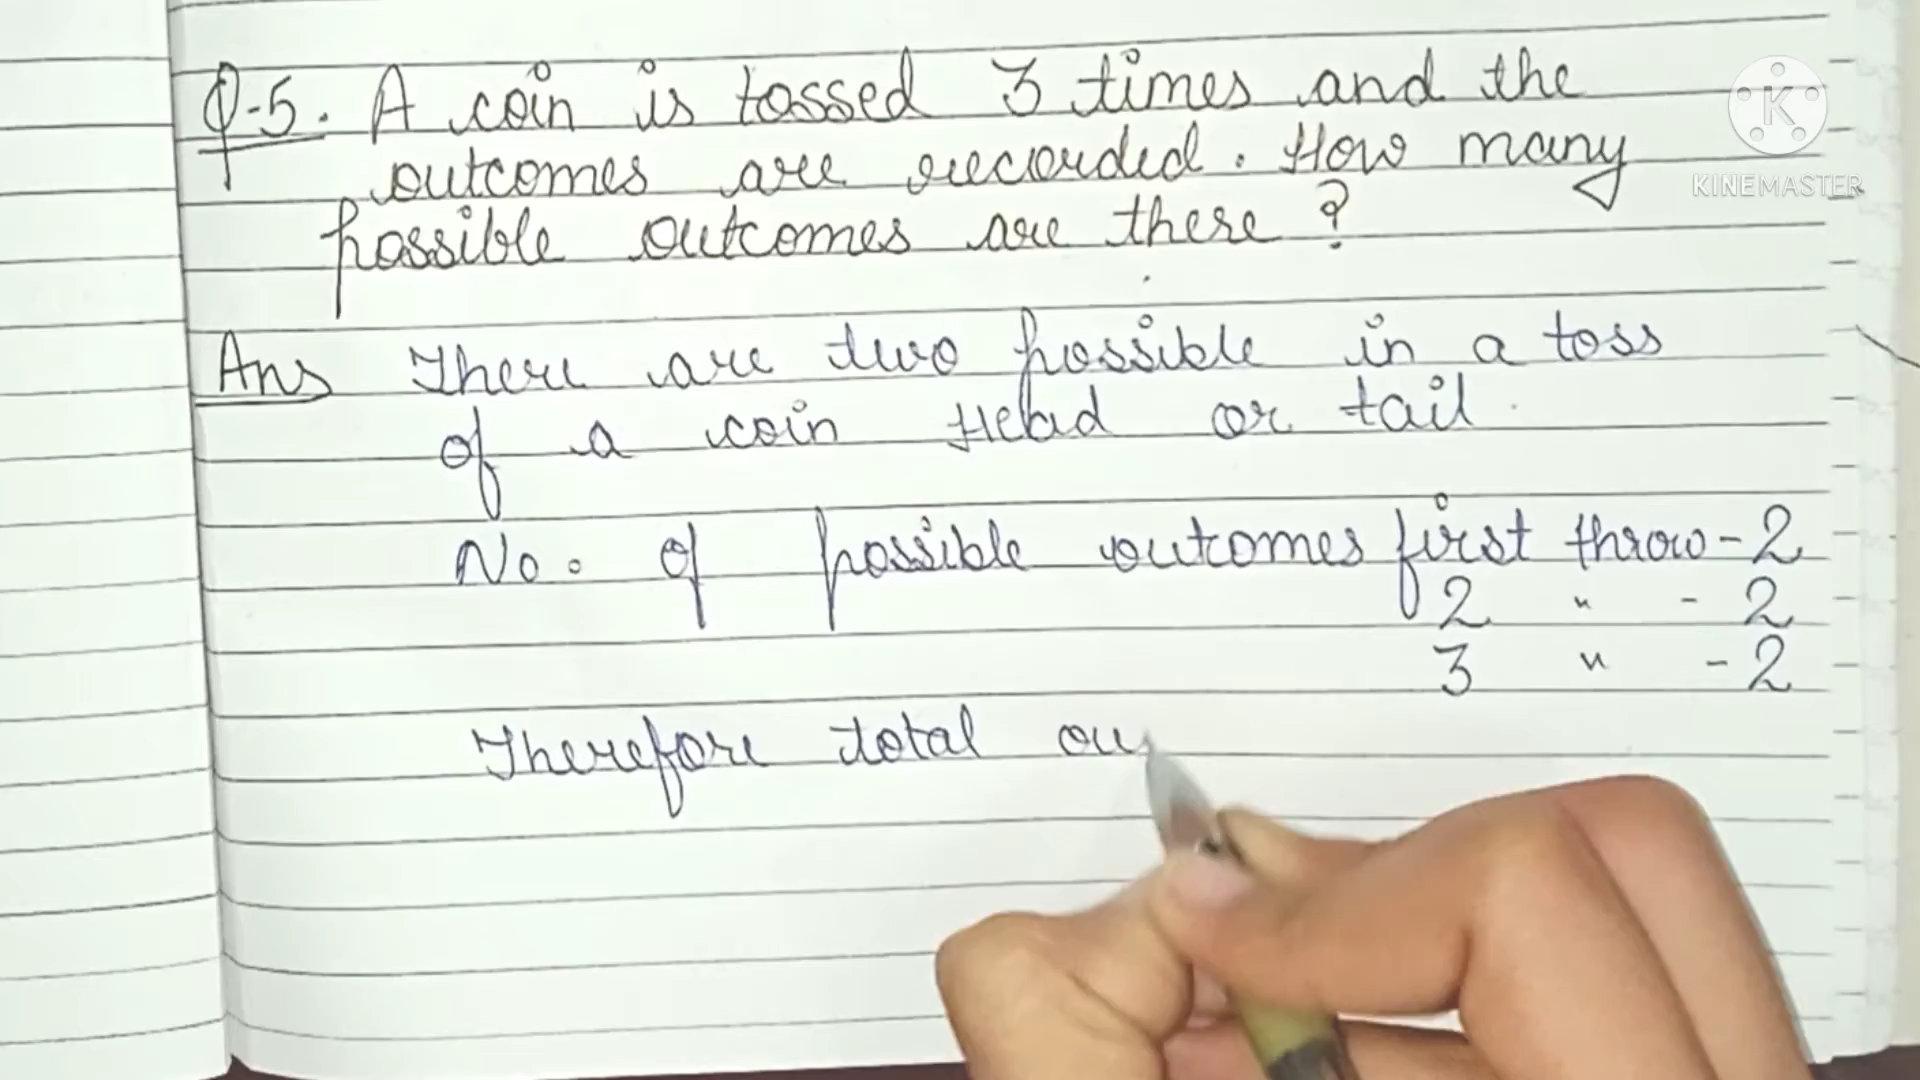 Q-5. A coin is tossed 3 times and the
outcomes are recorded. How many
possible outcomes are there?
Ans There are two possible in a toss
of a coin Head or tail.
No. of possible outcomes first throw - 2
2 " - 2
3 " - 2
Therefore total ou
K
KINEMASTER